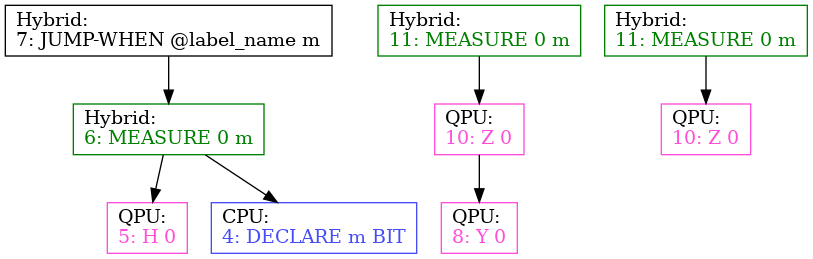 Hybrid:
7: JUMP-WHEN @label_name m
Hybrid:
11: MEASURE 0 m
Hybrid:
11: MEASURE 0 m
Hybrid:
6: MEASURE 0 m
QPU:
10: Z 0
QPU:
10: Z 0
QPU:
5: H 0
CPU:
4: DECLARE m BIT
QPU:
8: Y 0